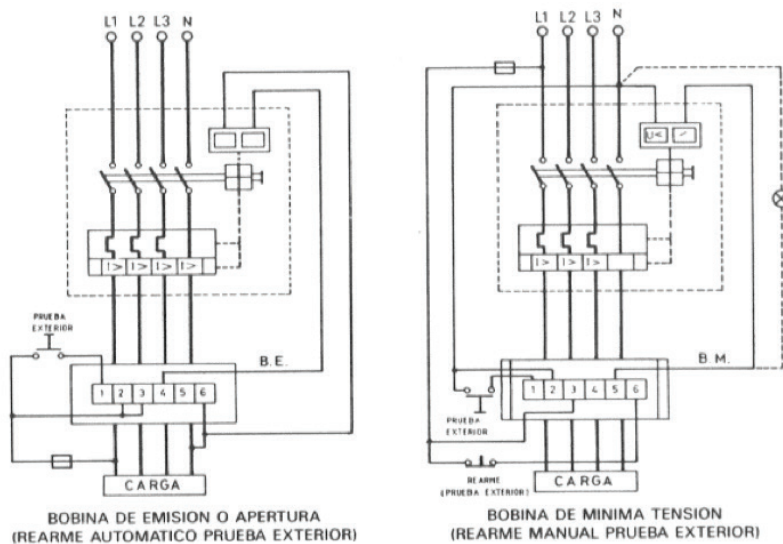 L1 L2 L3 N
PRUEBA
EXTERIOR
I> I> I> I>
B.E.
1 2 3 4 5 6
CARGA
BOBINA DE EMISION O APERTURA
(REARME AUTOMATICO PRUEBA EXTERIOR)
L1 L2 L3 N
U<
I> I> I>
B.M.
1 2 3 4 5 6
PRUEBA
EXTERIOR
REARME
(PRUEBA EXTERIOR)
CARGA
BOBINA DE MINIMA TENSION
(REARME MANUAL PRUEBA EXTERIOR)